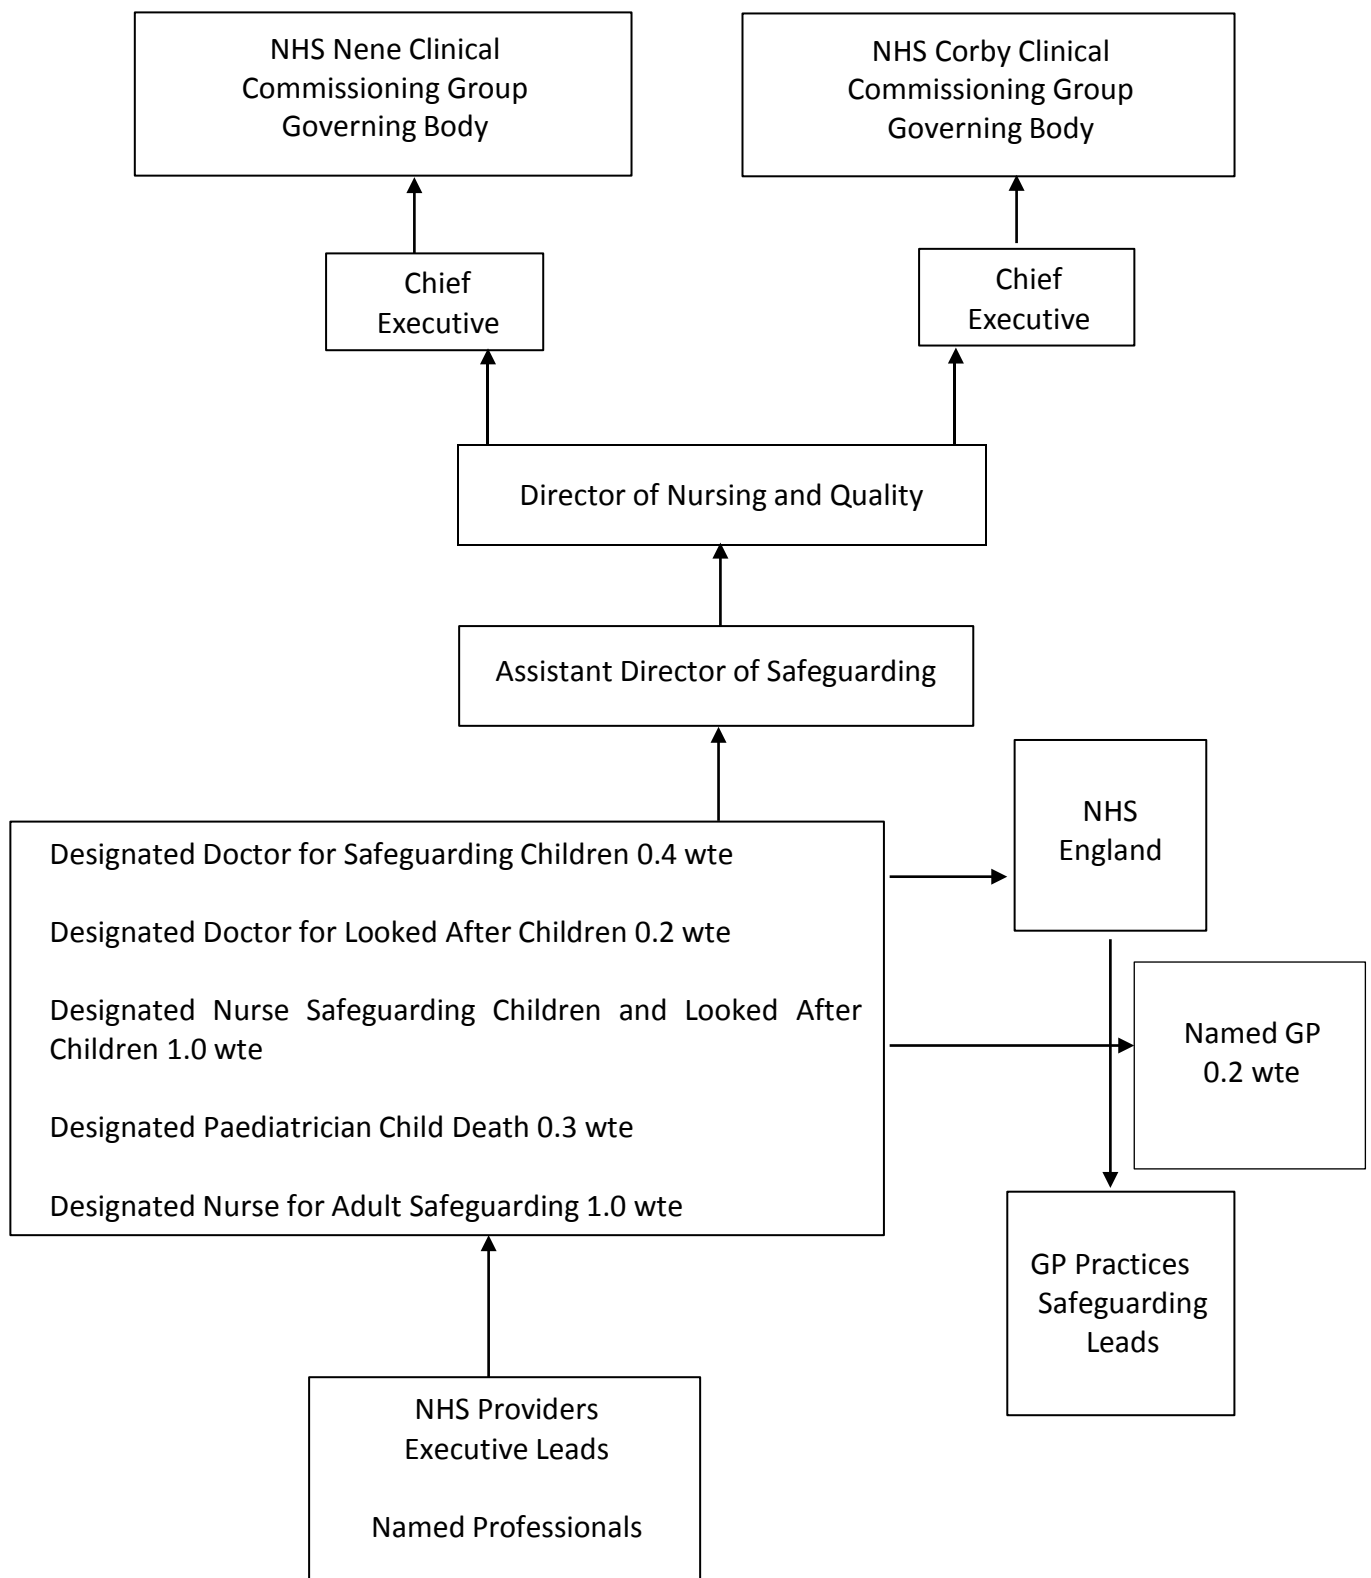 NHS Nene Clinical
Commissioning Group
Governing Body
NHS Corby Clinical
Commissioning Group
Governing Body
Chief
Executive
Chief
Executive
Director of Nursing and Quality
Assistant Director of Safeguarding
NHS
England
Designated Doctor for Safeguarding Children 0.4 wte
Designated Doctor for Looked After Children 0.2 wte
Designated Nurse Safeguarding Children and Looked After
Children 1.0 wte
Designated Paediatrician Child Death 0.3 wte
Designated Nurse for Adult Safeguarding 1.0 wte
Named GP
0.2 wte
GP Practices
Safeguarding
Leads
NHS Providers
Executive Leads
Named Professionals